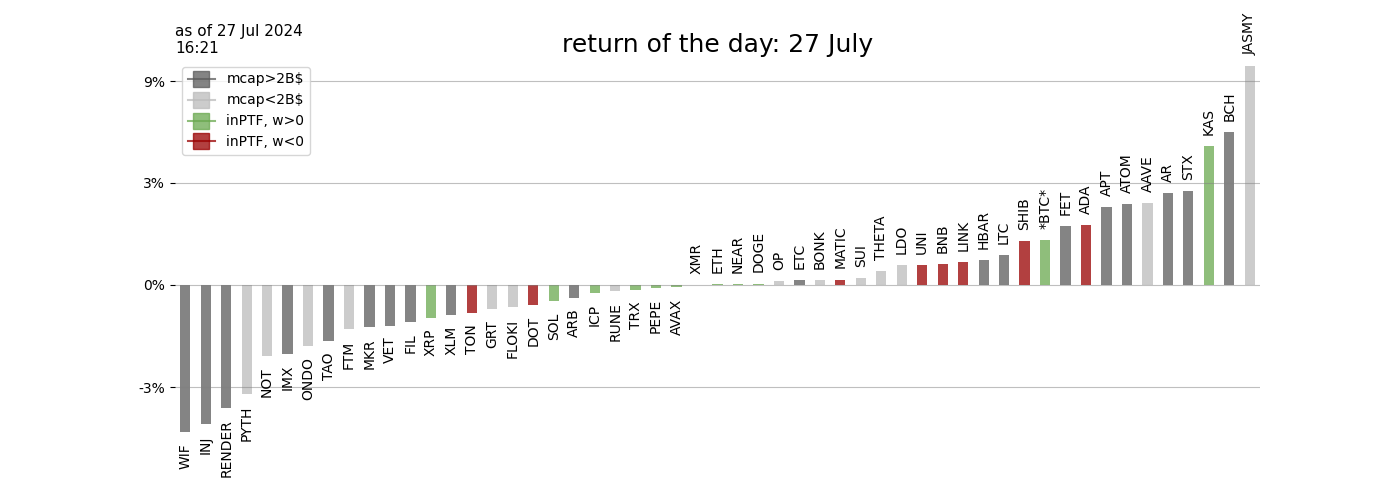 as of 27 Jul 2024
16:21
return of the day: 27 July
mcap>2B$
mcap<2B$
inPTF, w>0
inPTF, w<0
9%
3%
0%
-3%
WIF
INJ
RENDER
PYTH
NOT
IMX
ONDO
TAO
FTM
MKR
VET
FIL
XRP
XLM
TON
GRT
FLOKI
DOT
SOL
ARB
ICP
RUNE
TRX
PEPE
AVAX
XMR
ETH
NEAR
DOGE
OP
ETC
BONK
MATIC
SUI
THETA
LDO
UNI
BNB
LINK
HBAR
LTC
SHIB
*BTC*
FET
ADA
APT
ATOM
AAVE
AR
STX
KAS
BCH
JASMY